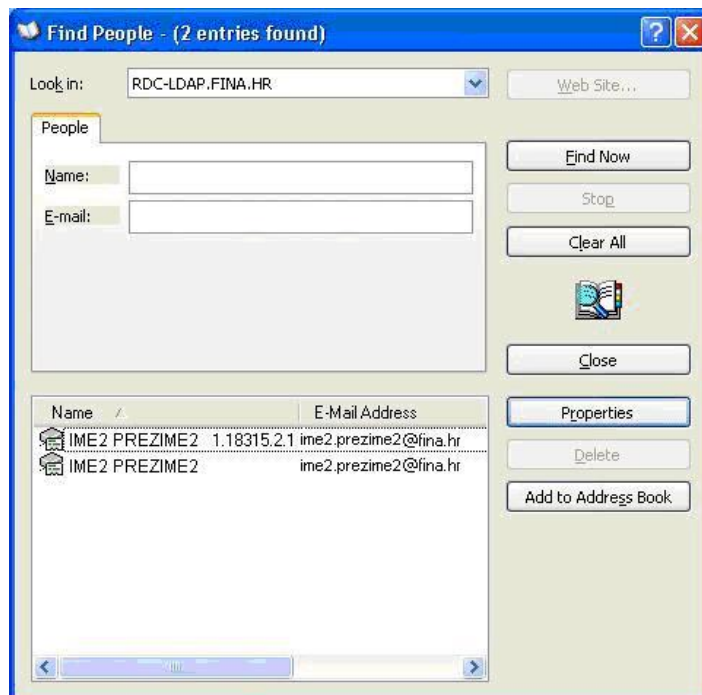 Find People - (2 entries found)
Look in: RDC-LDAP.FINA.HR Web Site...
People
Name: Find Now
E-mail: Stop
Clear All
Close
Name E-Mail Address Properties
IME2 PREZIME2 1.18315.2.1 ime2.prezime2@fina.hr
IME2 PREZIME2 ime2.prezime2@fina.hr Delete
Add to Address Book